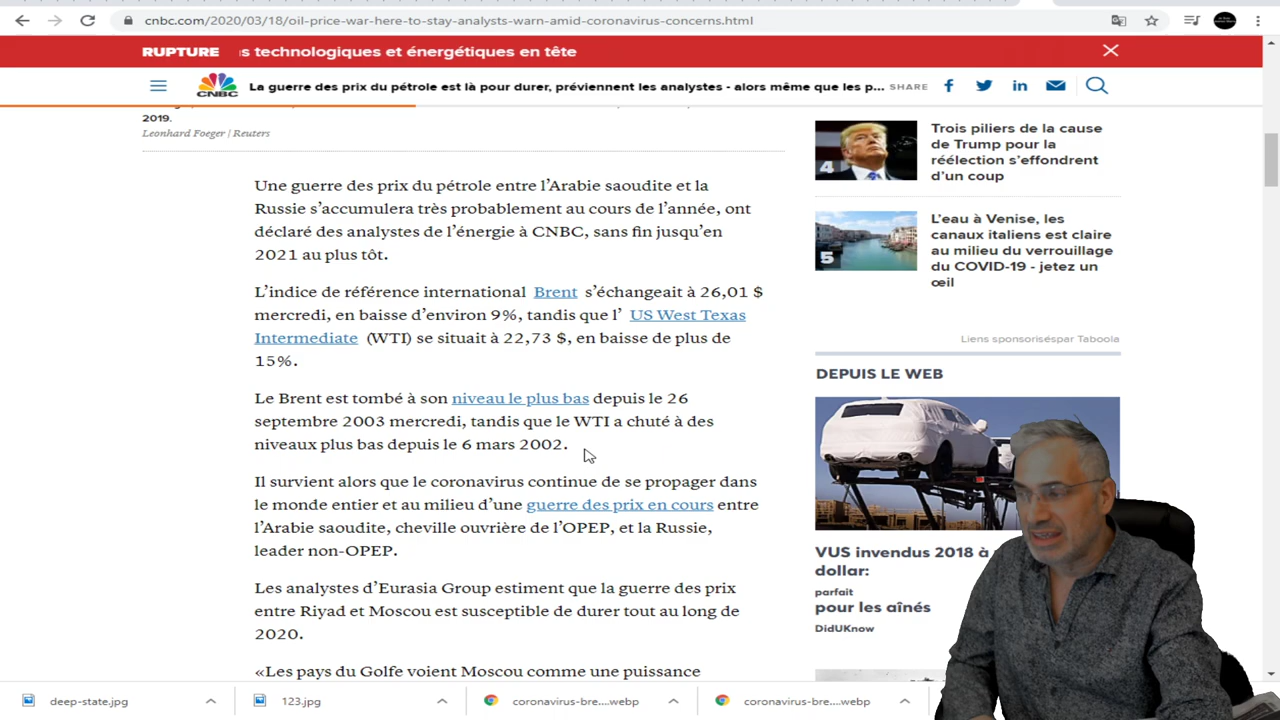 cnbc.com/2020/03/18/oil-price-war-here-to-stay-analysts-warn-amid-coronavirus-concerns.html
RUPTURE
s technologiques et énergétiques en tête
CNBC
La guerre des prix du pétrole est là pour durer, préviennent les analystes - alors même que les p...
SHARE
2019.
Leonhard Foeger | Reuters
Une guerre des prix du pétrole entre l'Arabie saoudite et la
Russie s'accumulera très probablement au cours de l'année, ont
déclaré des analystes de l'énergie à CNBC, sans fin jusqu'en
2021 au plus tôt.
L'indice de référence international Brent s'échangeait à 26,01 $
mercredi, en baisse d'environ 9%, tandis que l' US West Texas
Intermediate (WTI) se situait à 22,73 $, en baisse de plus de
15%.
Le Brent est tombé à son niveau le plus bas depuis le 26
septembre 2003 mercredi, tandis que le WTI a chuté à des
niveaux plus bas depuis le 6 mars 2002.
Il survient alors que le coronavirus continue de se propager dans
le monde entier et au milieu d'une guerre des prix en cours entre
l'Arabie saoudite, cheville ouvrière de l'OPEP, et la Russie,
leader non-OPEP.
Les analystes d'Eurasia Group estiment que la guerre des prix
entre Riyad et Moscou est susceptible de durer tout au long de
2020.
«Les pays du Golfe voient Moscou comme une puissance
4
Trois piliers de la cause
de Trump pour la
réélection s'effondrent
d'un coup
5
L'eau à Venise, les
canaux italiens est claire
au milieu du verrouillage
du COVID-19 - jetez un
œil
Liens sponsoriséspar Taboola
DEPUIS LE WEB
VUS invendus 2018 à
dollar:
parfait
pour les aînés
DidUKnow
deep-state.jpg
123.jpg
coronavirus-bre....webp
coronavirus-bre....webp